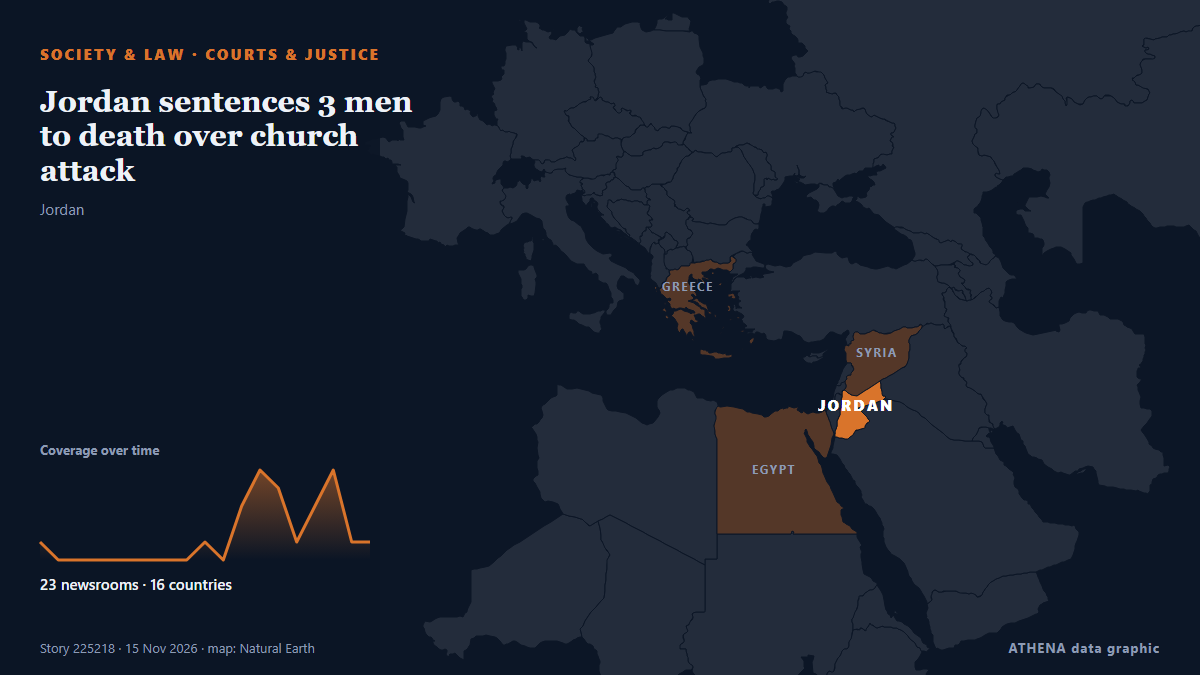 SOCIETY & LAW · COURTS & JUSTICE
Jordan sentences 3 men
to death over church
attack
Jordan
GREECE
SYRIA
JORDAN
EGYPT
Coverage over time
23 newsrooms · 16 countries
Story 225218 · 15 Nov 2026 · map: Natural Earth
ATHENA data graphic